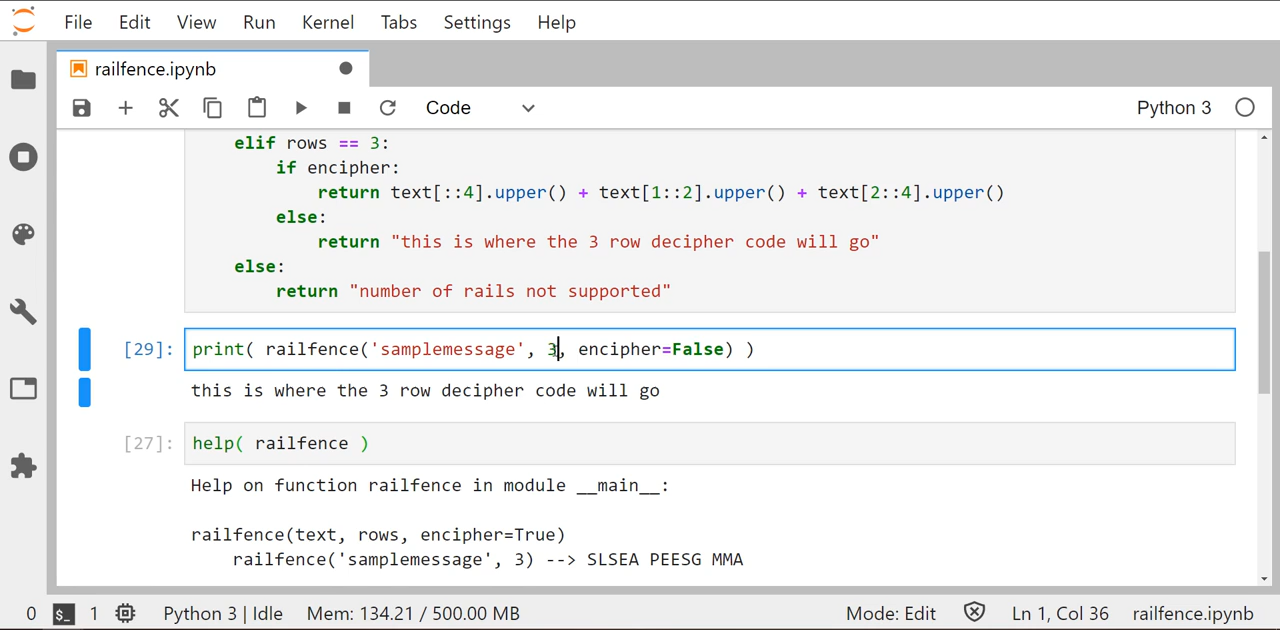 File Edit View Run Kernel Tabs Settings Help
railfence.ipynb
Code Python 3
elif rows == 3:
if encipher:
return text[::4].upper() + text[1::2].upper() + text[2::4].upper()
else:
return "this is where the 3 row decipher code will go"
else:
return "number of rails not supported"
[29]: print( railfence('samplemessage', 3, encipher=False) )
this is where the 3 row decipher code will go
[27]: help( railfence )
Help on function railfence in module __main__:
railfence(text, rows, encipher=True)
railfence('samplemessage', 3) --> SLSEA PEESG MMA
0 $_ 1 Python 3 | Idle Mem: 134.21 / 500.00 MB Mode: Edit Ln 1, Col 36 railfence.ipynb